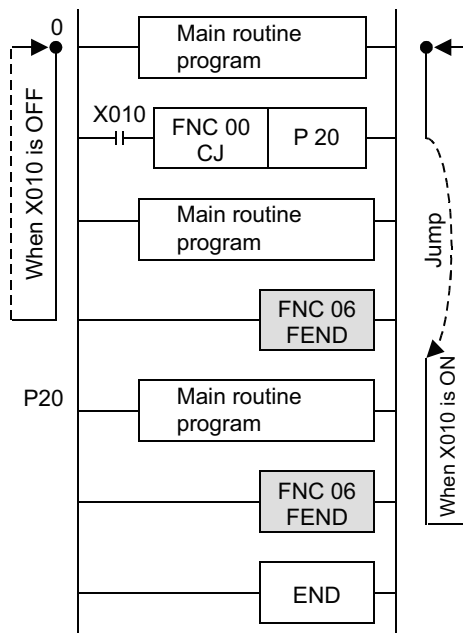 0
Main routine
program
X010
FNC 00
CJ
P 20
When X010 is OFF
Main routine
program
Jump
FNC 06
FEND
P20
Main routine
program
When X010 is ON
FNC 06
FEND
END